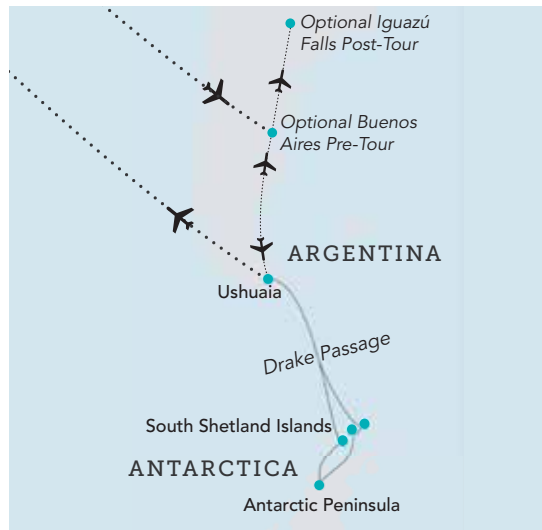 Optional Iguazú
Falls Post-Tour
Optional Buenos
Aires Pre-Tour
ARGENTINA
Ushuaia
Drake Passage
South Shetland Islands
ANTARCTICA
Antarctic Peninsula